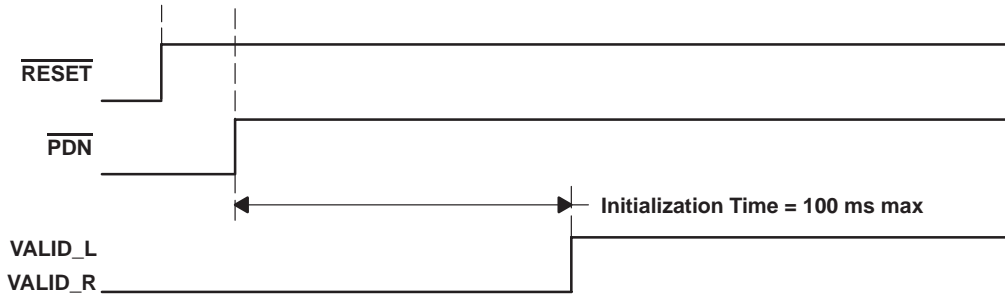 RESET
PDN
Initialization Time = 100 ms max
VALID_L
VALID_R